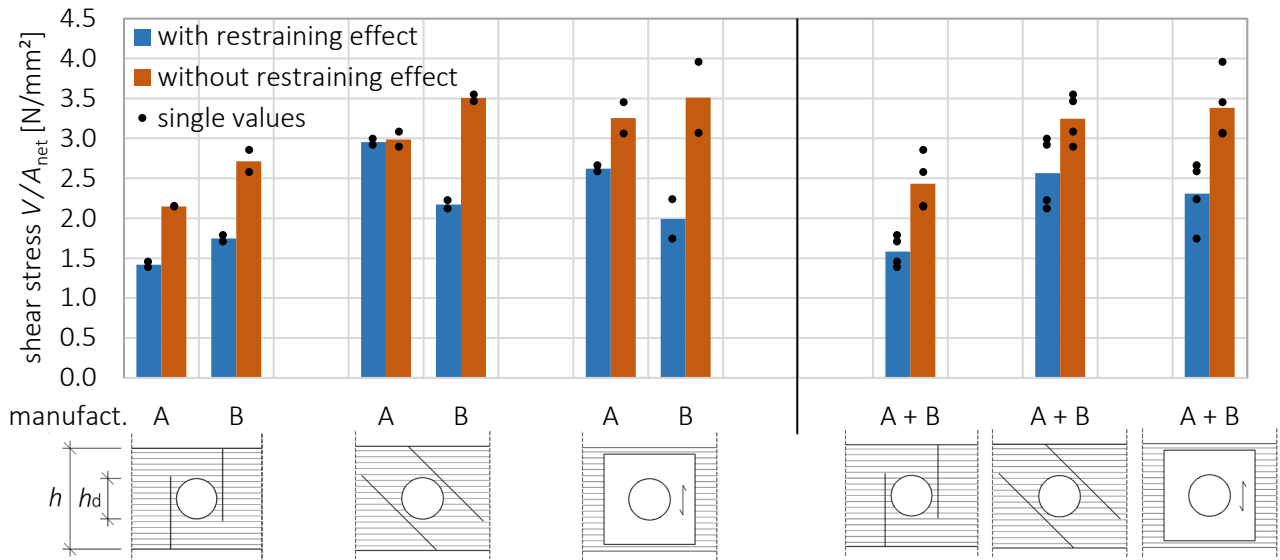 shear stress V/Anet [N/mm²]
4.5
4.0
3.5
3.0
2.5
2.0
1.5
1.0
0.5
0.0
with restraining effect
without restraining effect
single values
manufact. A B A B A B A + B A + B A + B
h hd